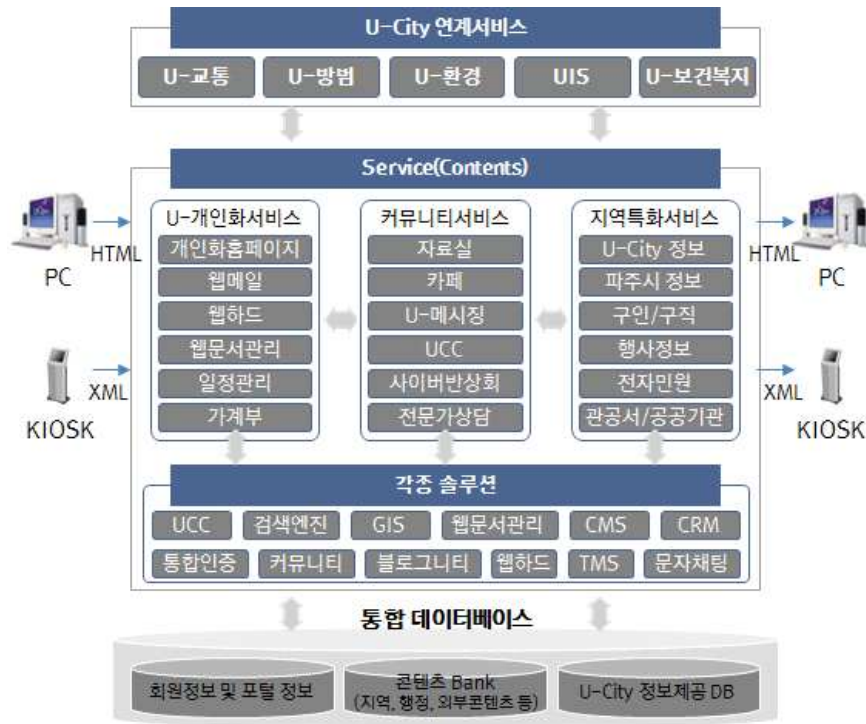 U-City 연계서비스
U-교통 U-방범 U-환경 UIS U-보건복지
Service(Contents)
U-개인화서비스 커뮤니티서비스 지역특화서비스
개인화홈페이지 자료실 U-City 정보
HTML HTML
PC PC
웹메일 카페 파주시 정보
웹하드 U-메시징 구인/구직
웹문서관리 UCC 행사정보
XML XML
일정관리 사이버반상회 전자민원
KIOSK KIOSK
가계부 전문가상담 관공서/공공기관
각종 솔루션
UCC 검색엔진 GIS 웹문서관리 CMS CRM
통합인증 커뮤니티 블로그니티 웹하드 TMS 문자채팅
통합 데이터베이스
회원정보 및 포털 정보
콘텐츠 Bank
(지역, 행정, 외부콘텐츠 등)
U-City 정보제공 DB